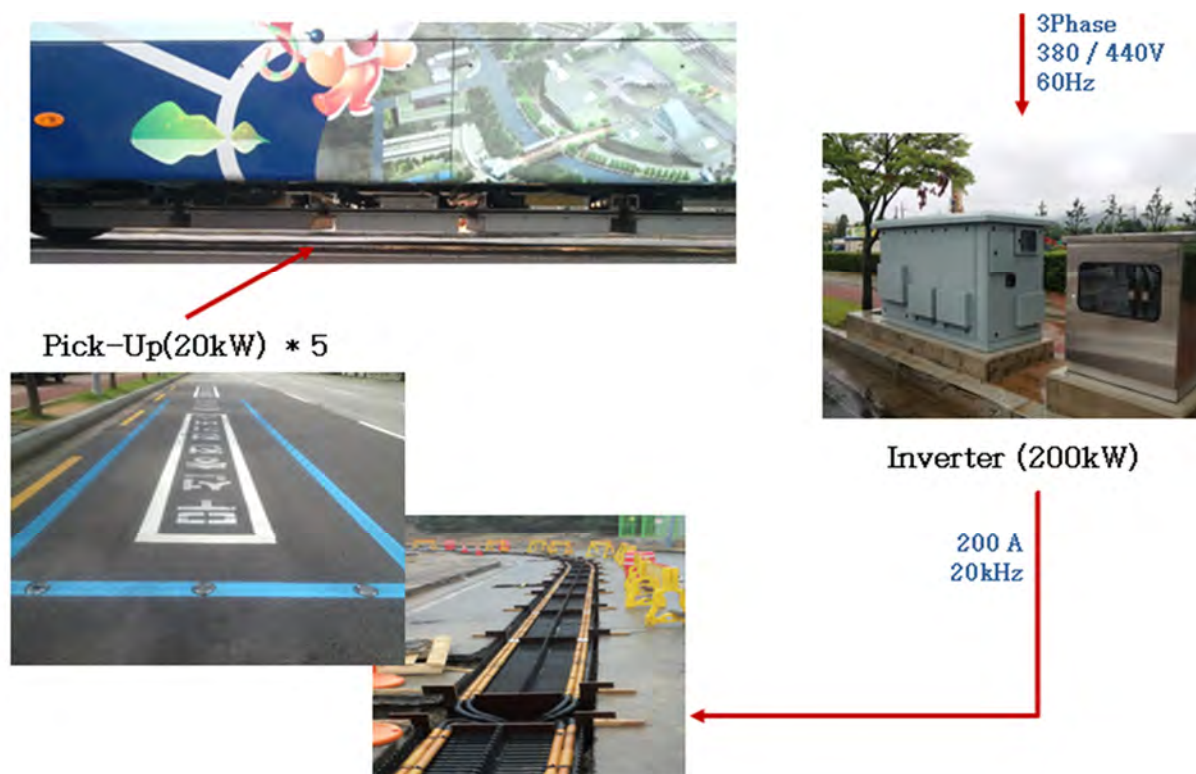 3Phase
380 / 440V
60Hz
Pick-Up(20kW) * 5
Inverter (200kW)
200 A
20kHz